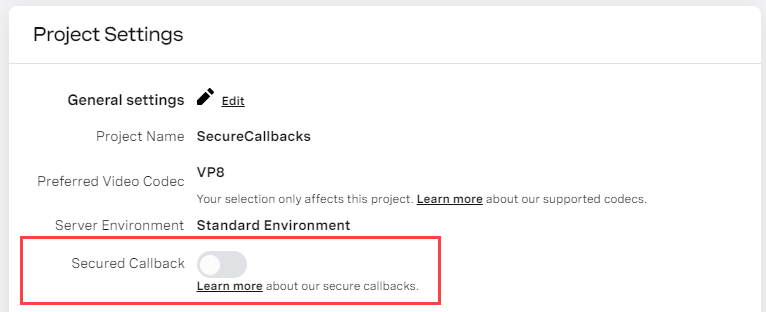 Project Settings
General settings Edit
Project Name SecureCallbacks
Preferred Video Codec VP8
Your selection only affects this project. Learn more about our supported codecs.
Server Environment Standard Environment
Secured Callback
Learn more about our secure callbacks.